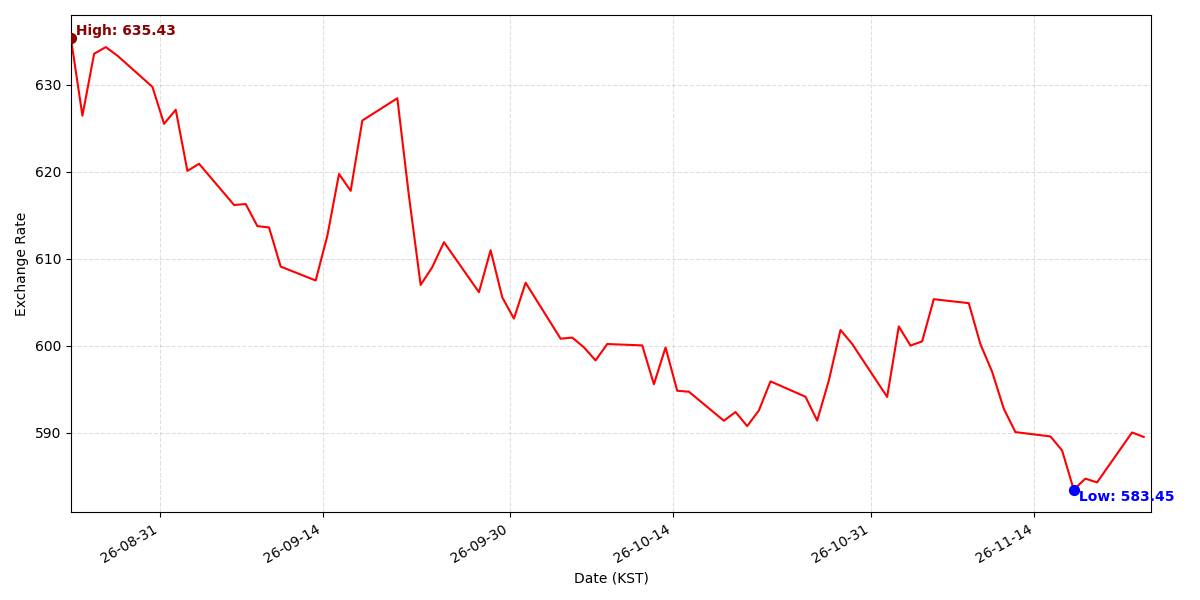 High: 635.43
630
620
610
600
590
Exchange Rate
Low: 583.45
26-08-31
26-09-14
26-09-30
26-10-14
26-10-31
26-11-14
Date (KST)